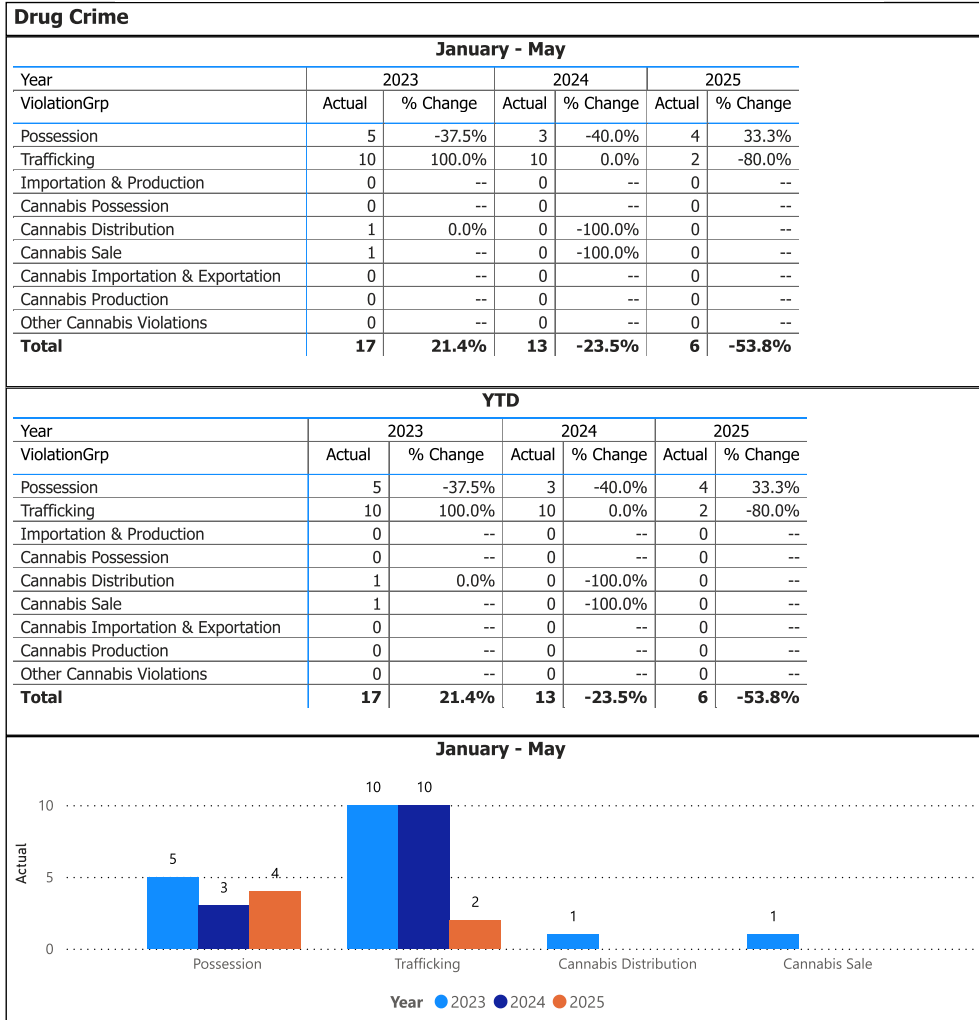 Drug Crime
January - May
Year 2023 2024 2025
ViolationGrp Actual % Change Actual % Change Actual % Change
Possession 5 -37.5% 3 -40.0% 4 33.3%
Trafficking 10 100.0% 10 0.0% 2 -80.0%
Importation & Production 0 -- 0 -- 0 --
Cannabis Possession 0 -- 0 -- 0 --
Cannabis Distribution 1 0.0% 0 -100.0% 0 --
Cannabis Sale 1 -- 0 -100.0% 0 --
Cannabis Importation & Exportation 0 -- 0 -- 0 --
Cannabis Production 0 -- 0 -- 0 --
Other Cannabis Violations 0 -- 0 -- 0 --
Total 17 21.4% 13 -23.5% 6 -53.8%
YTD
Year 2023 2024 2025
ViolationGrp Actual % Change Actual % Change Actual % Change
Possession 5 -37.5% 3 -40.0% 4 33.3%
Trafficking 10 100.0% 10 0.0% 2 -80.0%
Importation & Production 0 -- 0 -- 0 --
Cannabis Possession 0 -- 0 -- 0 --
Cannabis Distribution 1 0.0% 0 -100.0% 0 --
Cannabis Sale 1 -- 0 -100.0% 0 --
Cannabis Importation & Exportation 0 -- 0 -- 0 --
Cannabis Production 0 -- 0 -- 0 --
Other Cannabis Violations 0 -- 0 -- 0 --
Total 17 21.4% 13 -23.5% 6 -53.8%
January - May
Actual
10 10
10
5
3
4
5
2
1
1
0
Possession Trafficking Cannabis Distribution Cannabis Sale
Year 2023 2024 2025